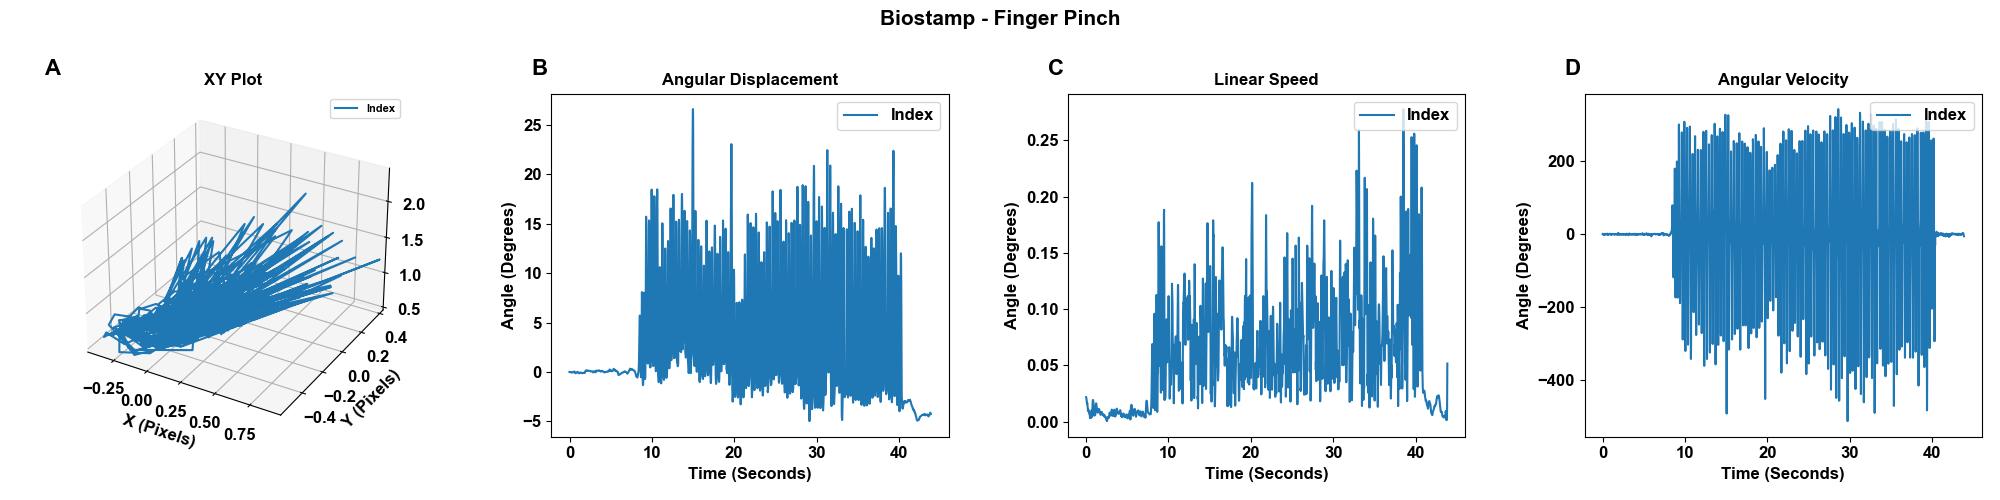 Biostamp - Finger Pinch
A
XY Plot
Index
2.0
1.5
1.0
0.5
0.4
0.2
0.0
−0.2
−0.4
Y (Pixels)
−0.25
0.00
0.25
0.50
0.75
X (Pixels)
B
Angular Displacement
Index
Angle (Degrees)
25
20
15
10
5
0
−5
0 10 20 30 40
Time (Seconds)
C
Linear Speed
Index
Angle (Degrees)
0.25
0.20
0.15
0.10
0.05
0.00
0 10 20 30 40
Time (Seconds)
D
Angular Velocity
Index
Angle (Degrees)
200
0
−200
−400
0 10 20 30 40
Time (Seconds)